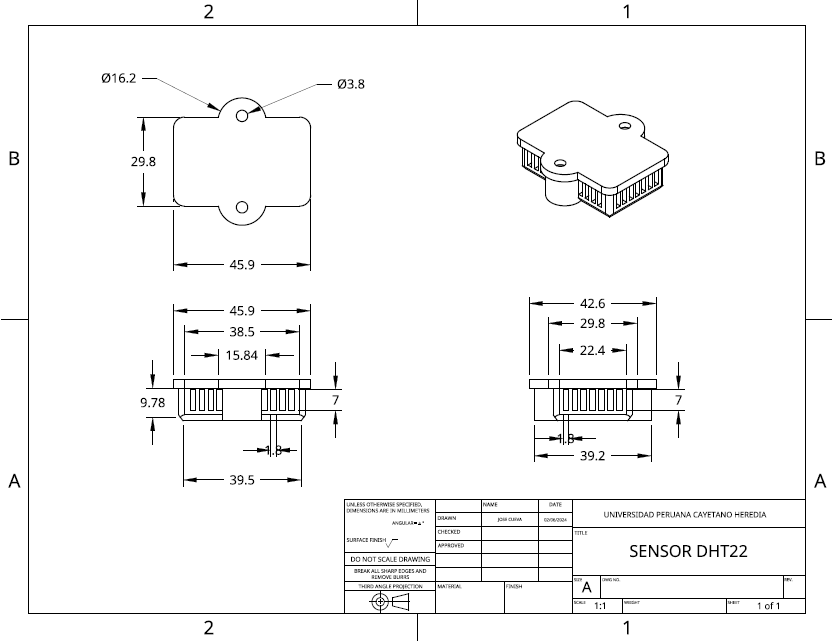 2
1
Ø16.2
Ø3.8
B
B
29.8
45.9
45.9
42.6
38.5
29.8
15.84
22.4
9.78
7
7
1.8
39.5
39.2
A
A
UNLESS OTHERWISE SPECIFIED,
DIMENSIONS ARE IN MILLIMETERS
ANGULAR=±°
SURFACE FINISH
DO NOT SCALE DRAWING
BREAK ALL SHARP EDGES AND
REMOVE BURRS
THIRD ANGLE PROJECTION
NAME
DATE
DRAWN
JOSE CUEVA
02/06/2024
CHECKED
APPROVED
MATERIAL
FINISH
UNIVERSIDAD PERUANA CAYETANO HEREDIA
TITLE
SENSOR DHT22
SIZE
A
DWG NO.
REV.
SCALE
1:1
WEIGHT
SHEET
1 of 1
2
1